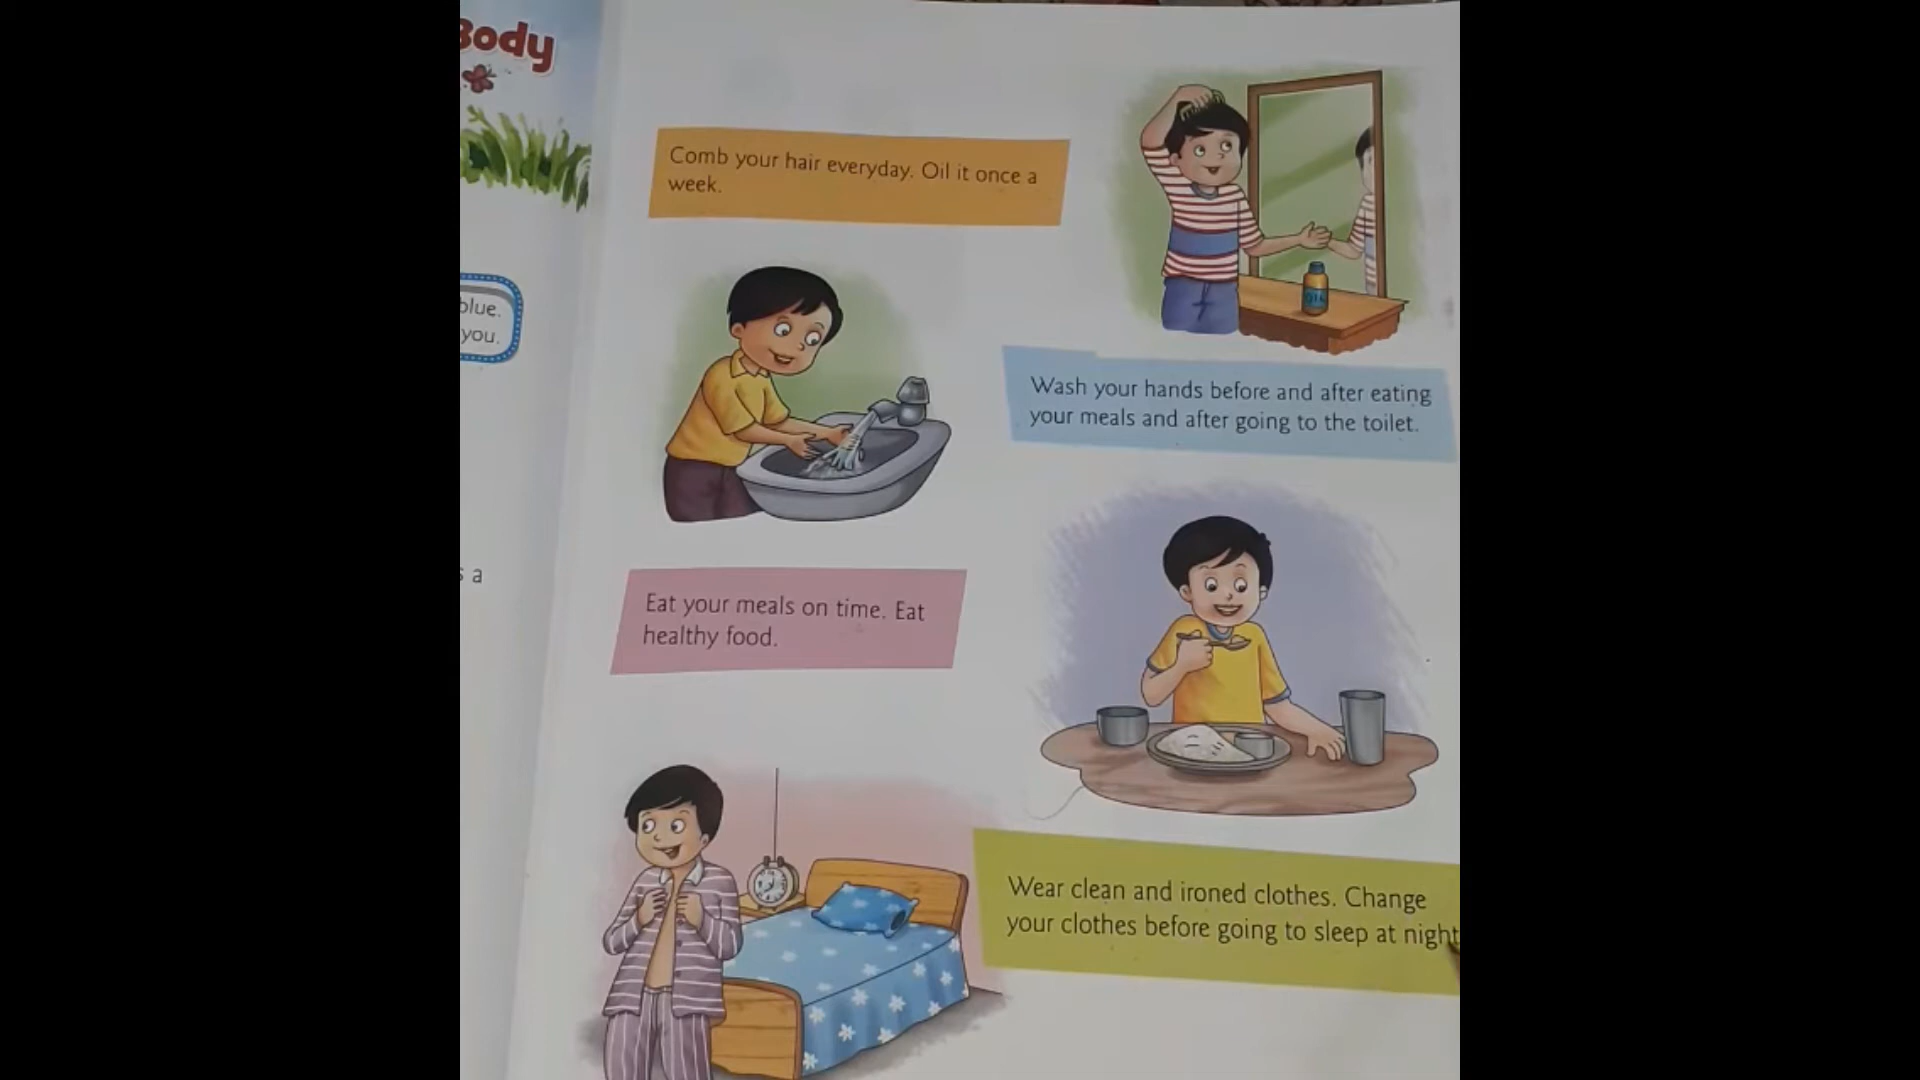 Body
blue.
you.
s a
Comb your hair everyday. Oil it once a
week.
OIL
Wash your hands before and after eating
your meals and after going to the toilet.
Eat your meals on time. Eat
healthy food.
Wear clean and ironed clothes. Change
your clothes before going to sleep at night